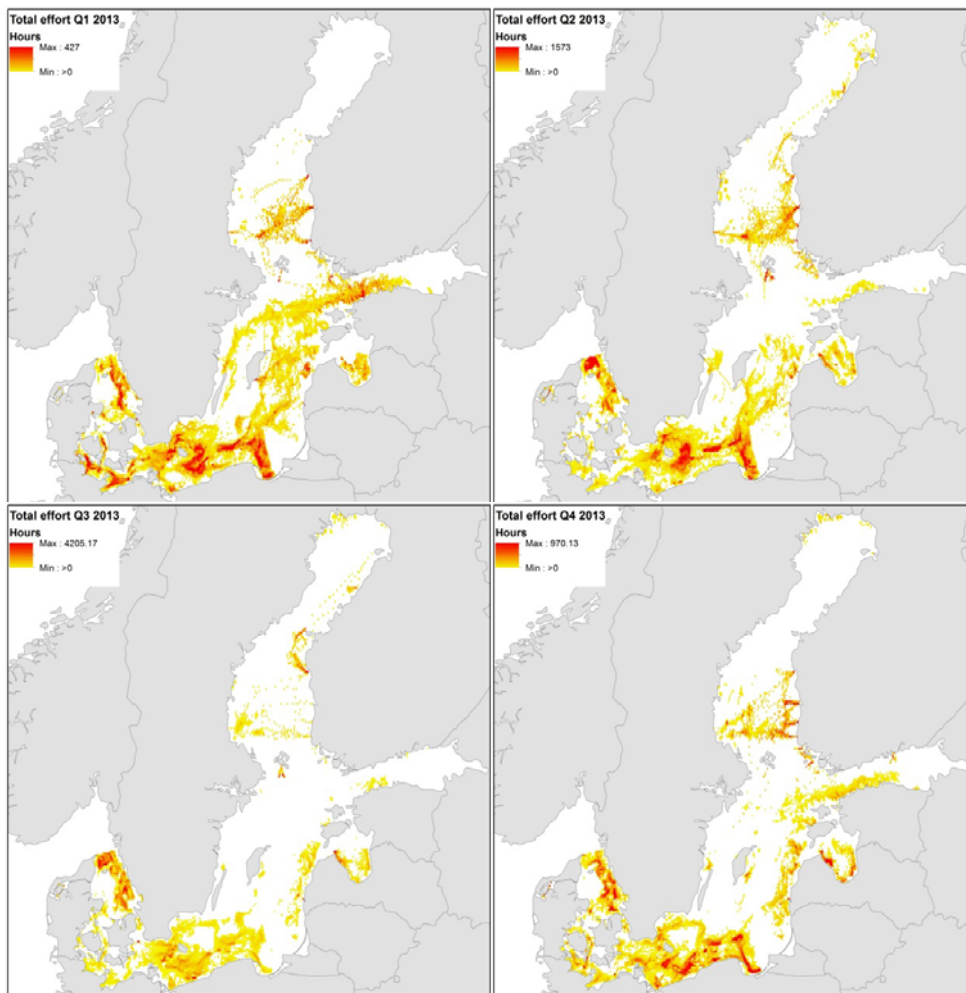 Total effort Q1 2013
Hours
Max : 427
Min : >0
Total effort Q2 2013
Hours
Max : 1573
Min : >0
Total effort Q3 2013
Hours
Max : 4205.17
Min : >0
Total effort Q4 2013
Hours
Max : 970.13
Min : >0